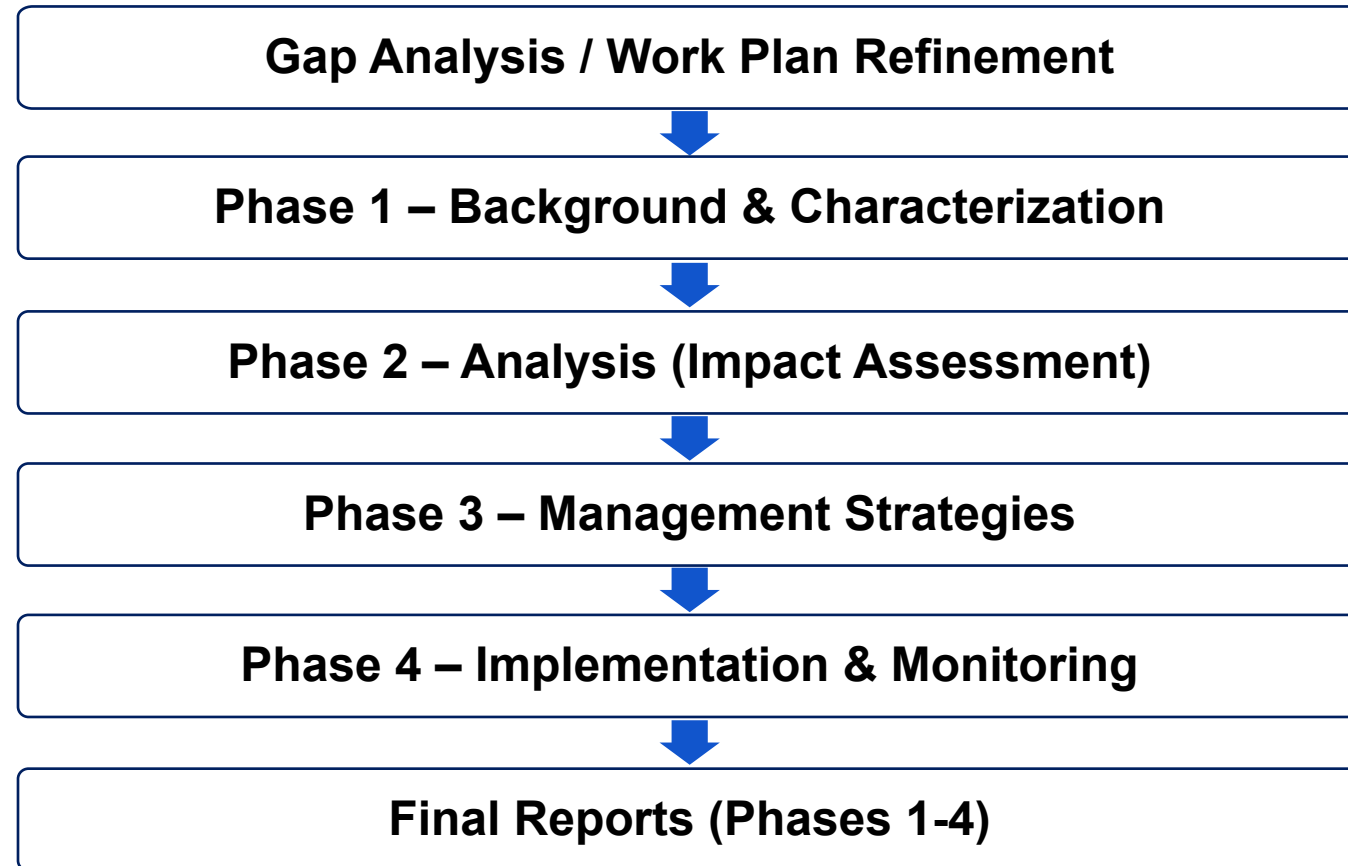 Gap Analysis / Work Plan Refinement
Phase 1 – Background & Characterization
Phase 2 – Analysis (Impact Assessment)
Phase 3 – Management Strategies
Phase 4 – Implementation & Monitoring
Final Reports (Phases 1-4)